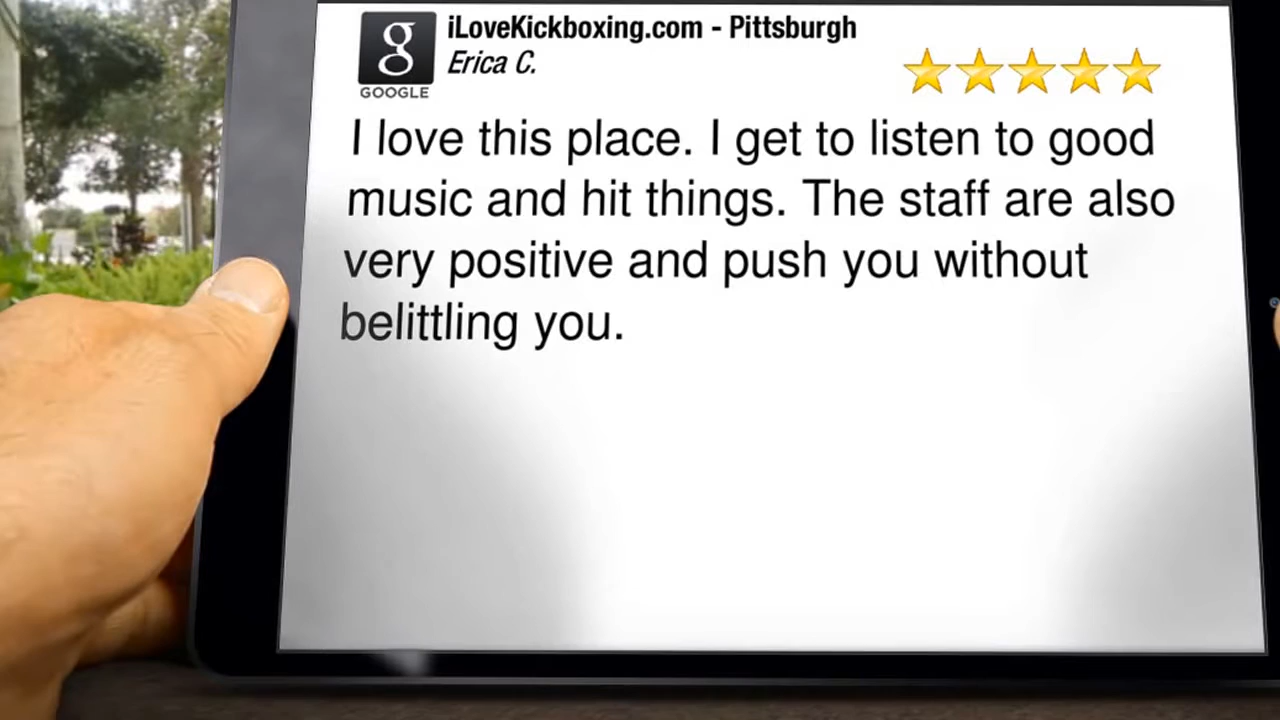 iLoveKickboxing.com - Pittsburgh
Erica C.
g
GOOGLE
I love this place. I get to listen to good
music and hit things. The staff are also
very positive and push you without
belittling you.